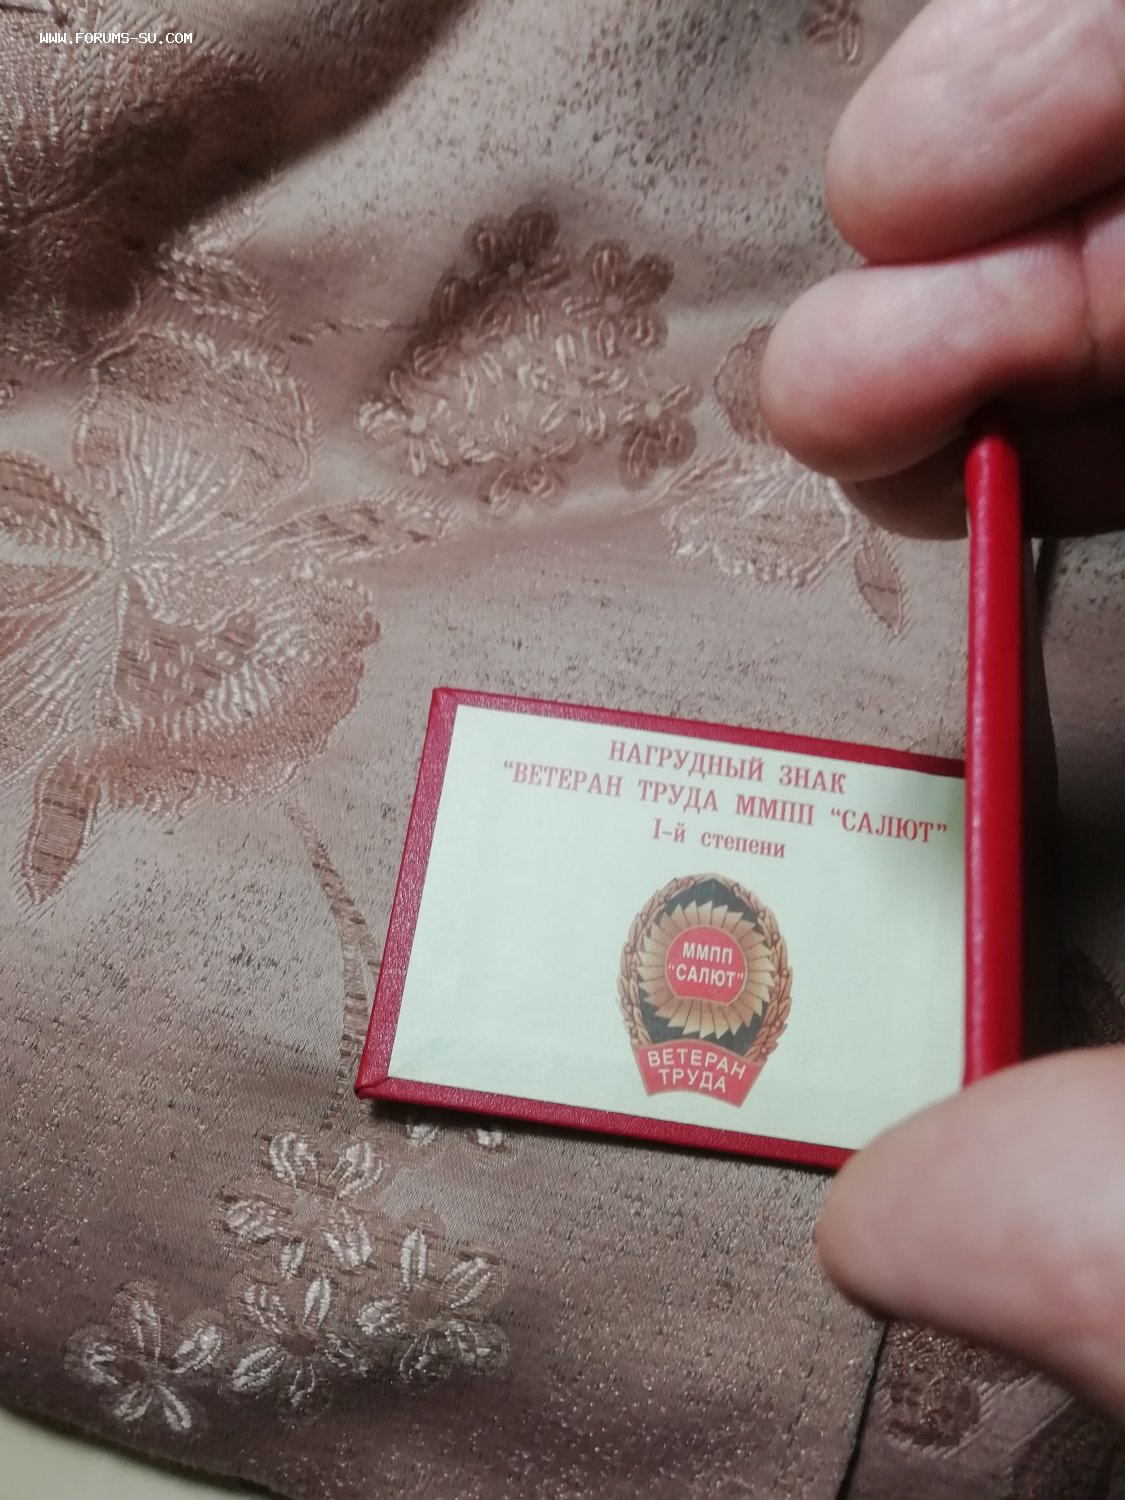 WWW.FORUMS-SU.COM
НАГРУДНЫЙ ЗНАК
“ВЕТЕРАН ТРУДА ММПП “САЛЮТ”
I-й степени
ММПП
“САЛЮТ”
ВЕТЕРАН
ТРУДА